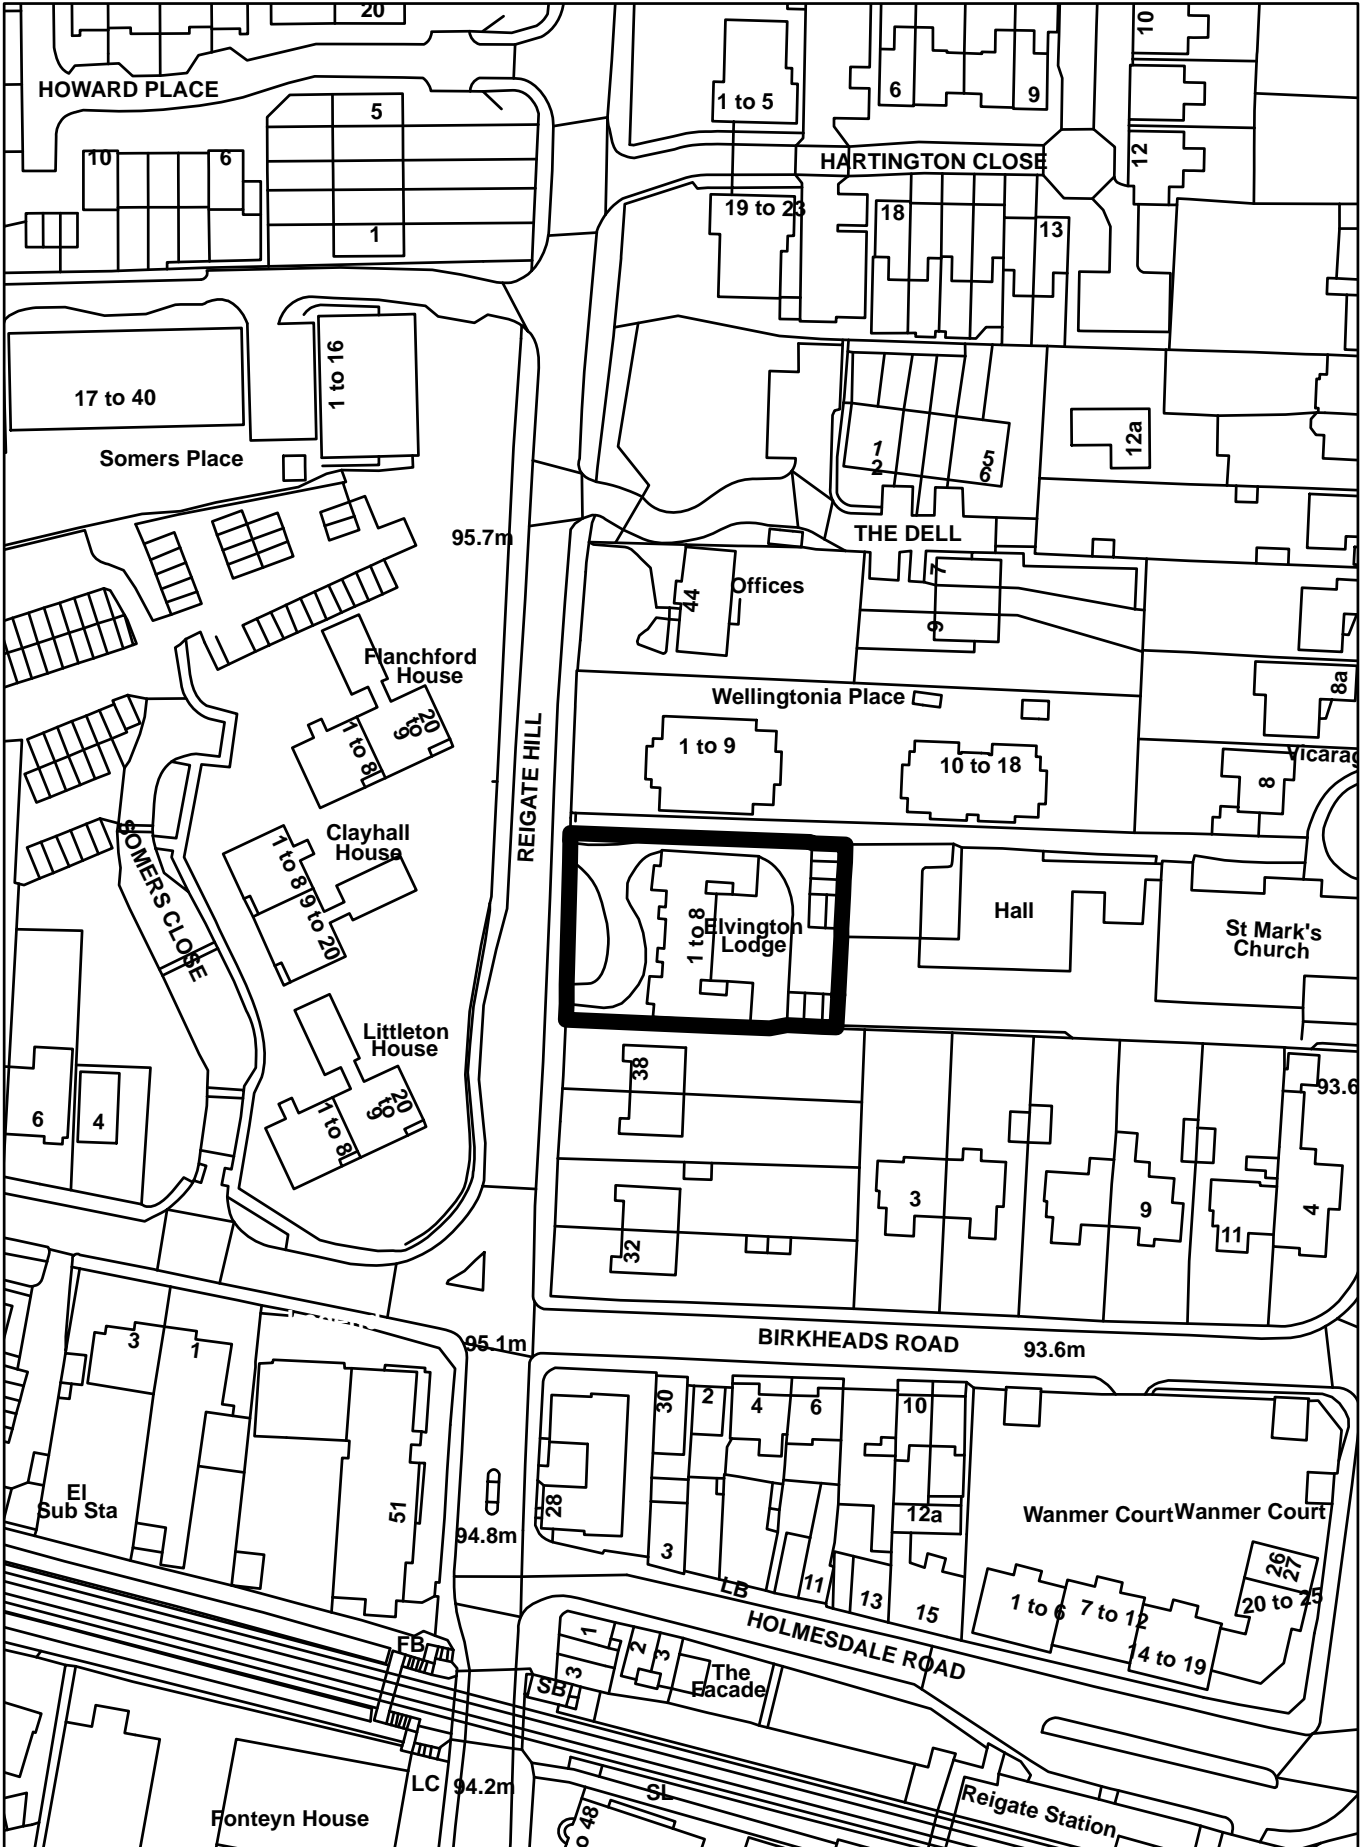 20
10
HOWARD PLACE
5
1 to 5
6
9
10
6
HARTINGTON CLOSE
12
1
19 to 23
18
13
17 to 40
1 to 16
Somers Place
1
2
5
6
12a
95.7m
THE DELL
44
Offices
7
9
Flanchford
House
1 to 8
9 to 20
Wellingtonia Place
8a
REIGATE HILL
1 to 9
10 to 18
8
Vicarag
SOMERS CLOSE
Clayhall
House
1 to 8
9 to 20
1 to 8
Elvington
Lodge
Hall
St Mark's
Church
Littleton
House
1 to 8
9 to 20
38
93.6
6
4
3
9
11
4
32
3
1
95.1m
BIRKHEADS ROAD
93.6m
30
2
4
6
10
El
Sub Sta
51
28
94.8m
12a
Wanmer Court
Wanmer Court
3
LB
11
13
15
1 to 6
7 to 12
14 to 19
26
27
20 to 25
HOLMESDALE ROAD
FB
1
2
3
3
SB
The
Facade
LC
94.2m
SL
Reigate Station
Fonteyn House
o 48